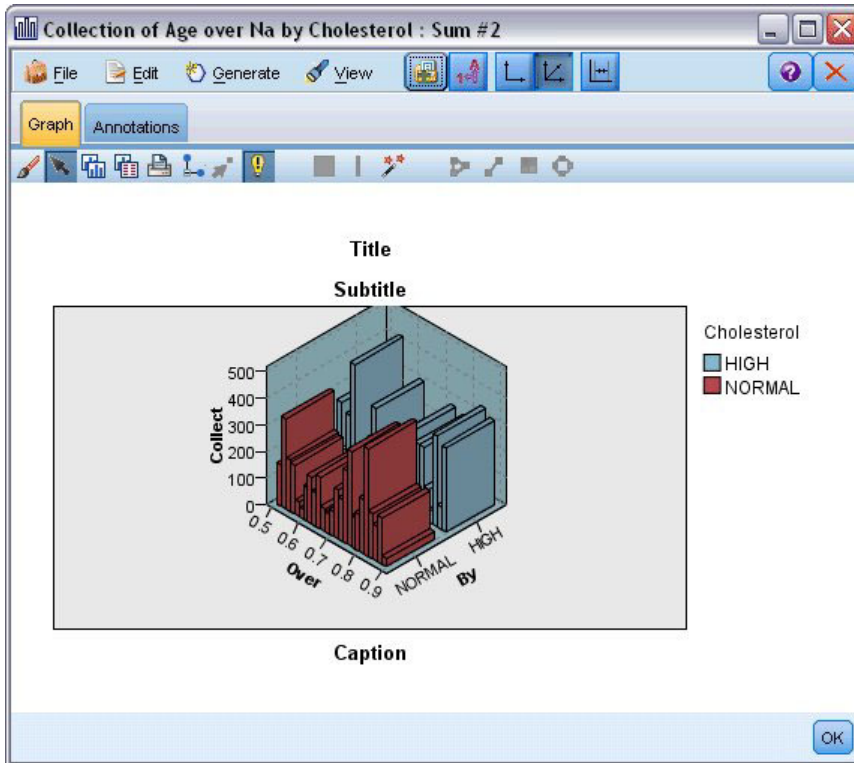 Collection of Age over Na by Cholesterol : Sum #2
File Edit Generate View
Graph Annotations
Title
Subtitle
Cholesterol
HIGH
NORMAL
500
400
300
200
100
0
Collect
0.5 0.6 0.7 0.8 0.9
Over
NORMAL HIGH
By
Caption
OK